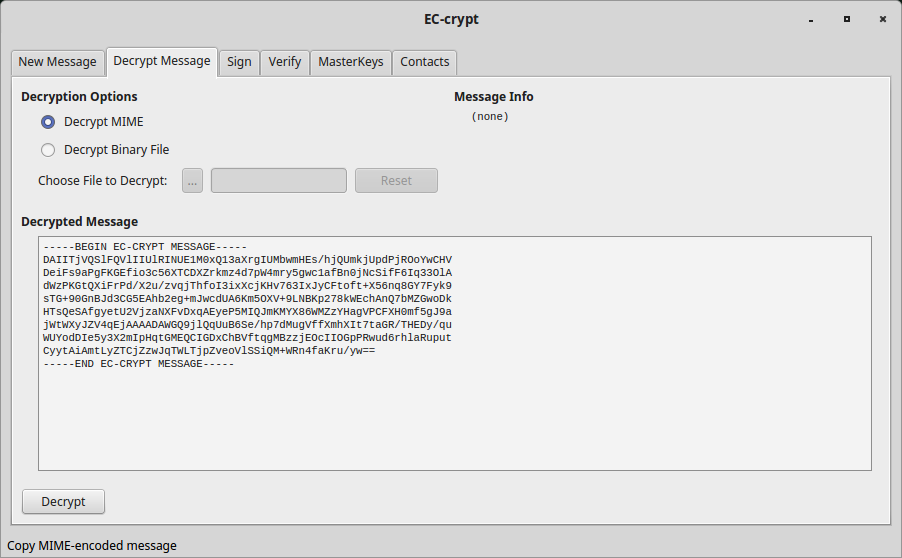 EC-crypt
New Message Decrypt Message Sign Verify MasterKeys Contacts
Decryption Options
Message Info
Decrypt MIME
(none)
Decrypt Binary File
Choose File to Decrypt: ... Reset
Decrypted Message
-----BEGIN EC-CRYPT MESSAGE-----
DAIITjVQSlFQVlIIUlRINUE1M0xQ13aXrgIUMbwmHEs/hjQUmkjUpdPjROoYwCHV
DeiFs9aPgFKGEfio3c56XTCDXZrkmz4d7pW4mry5gwc1afBn0jNcSifF6Iq33OlA
dWzPKGtQXiFrPd/X2u/zvqjThfoI3ixXcjKHv763IxJyCFtoft+X56nq8GY7Fyk9
sTG+90GnBJd3CG5EAhb2eg+mJwcdUA6Km5OXV+9LNBKp278kWEchAnQ7bMZGwoDk
HTsQeSAfgyetU2VjzaNXFvDxqAEyeP5MIQJmKMYX86WMZzYHagVPCFXH0mf5gJ9a
jWtWXyJZV4qEjAAAADAWGQ9jlQqUuB6Se/hp7dMugVffXmhXIt7taGR/THEDy/qu
WUYodDIe5y3X2mIpHqtGMEQCIGDxChBVftqgMBzzjEOcIIOGpPRwud6rhlaRuput
CyytAiAmtLyZTCjZzwJqTWLTjpZveoVlSSiQM+WRn4faKru/yw==
-----END EC-CRYPT MESSAGE-----
Decrypt
Copy MIME-encoded message